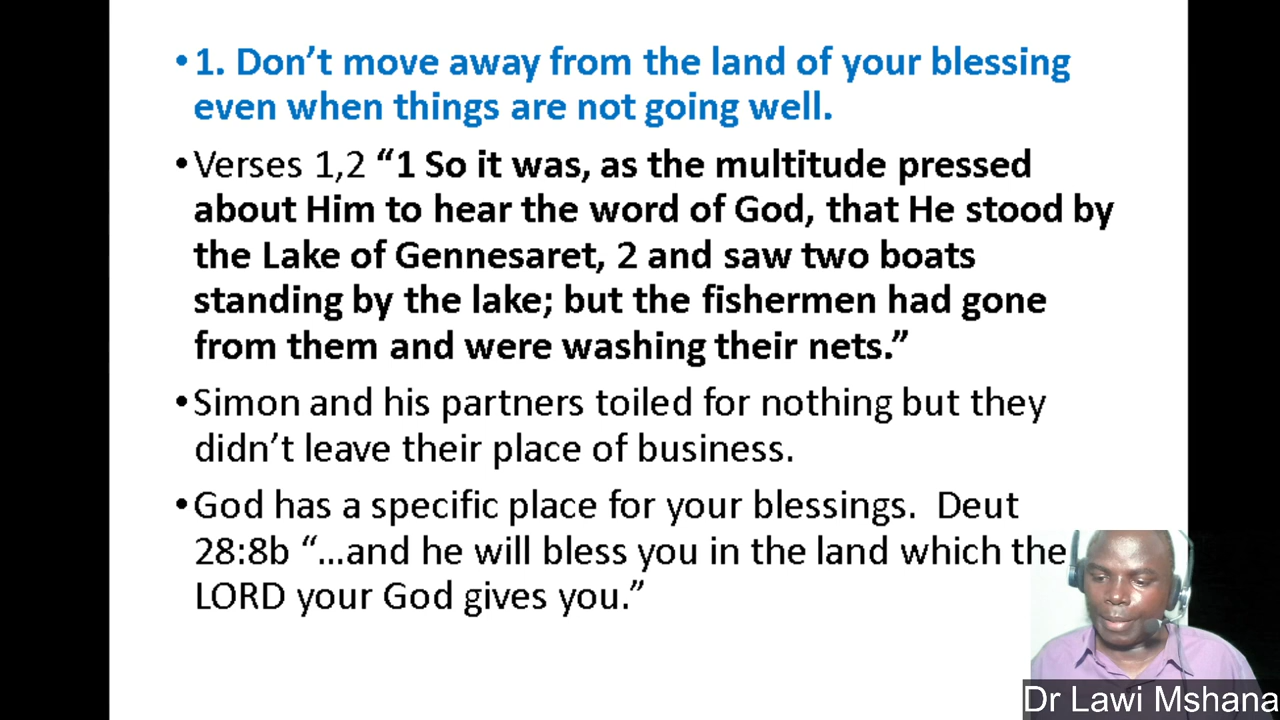 •1. Don’t move away from the land of your blessing
even when things are not going well.
•Verses 1,2 “1 So it was, as the multitude pressed
about Him to hear the word of God, that He stood by
the Lake of Gennesaret, 2 and saw two boats
standing by the lake; but the fishermen had gone
from them and were washing their nets.”
•Simon and his partners toiled for nothing but they
didn’t leave their place of business.
•God has a specific place for your blessings.  Deut
28:8b “…and he will bless you in the land which the
LORD your God gives you.”
Dr Lawi Mshana